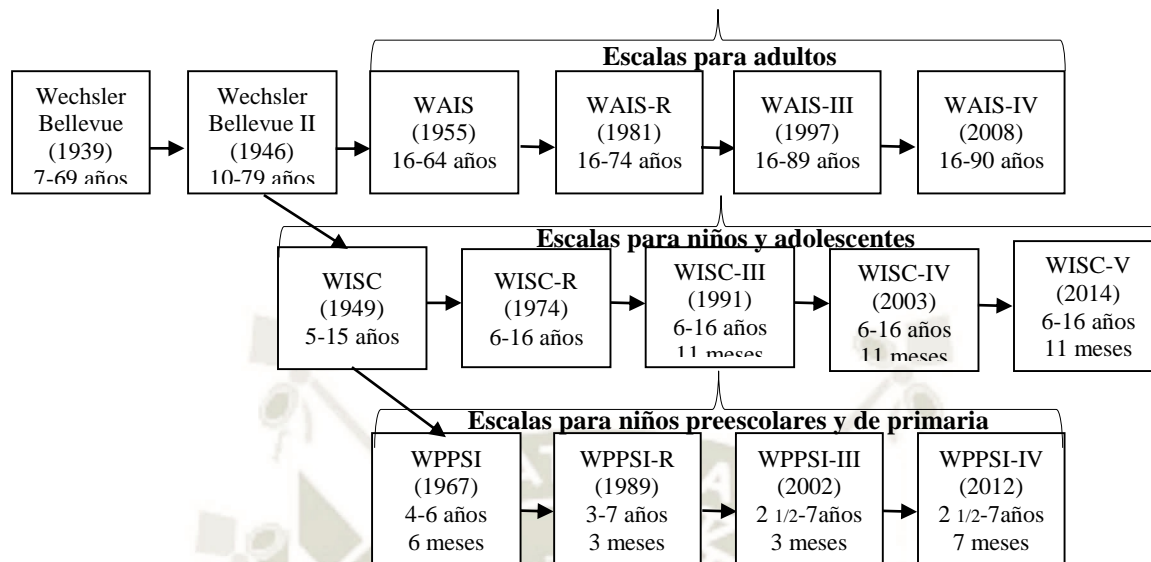 Escalas para adultos
Wechsler
Bellevue
(1939)
7-69 años
Wechsler
Bellevue II
(1946)
10-79 años
WAIS
(1955)
16-64 años
WAIS-R
(1981)
16-74 años
WAIS-III
(1997)
16-89 años
WAIS-IV
(2008)
16-90 años
Escalas para niños y adolescentes
WISC
(1949)
5-15 años
WISC-R
(1974)
6-16 años
WISC-III
(1991)
6-16 años
11 meses
WISC-IV
(2003)
6-16 años
11 meses
WISC-V
(2014)
6-16 años
11 meses
Escalas para niños preescolares y de primaria
WPPSI
(1967)
4-6 años
6 meses
WPPSI-R
(1989)
3-7 años
3 meses
WPPSI-III
(2002)
2 1/2-7años
3 meses
WPPSI-IV
(2012)
2 1/2-7años
7 meses